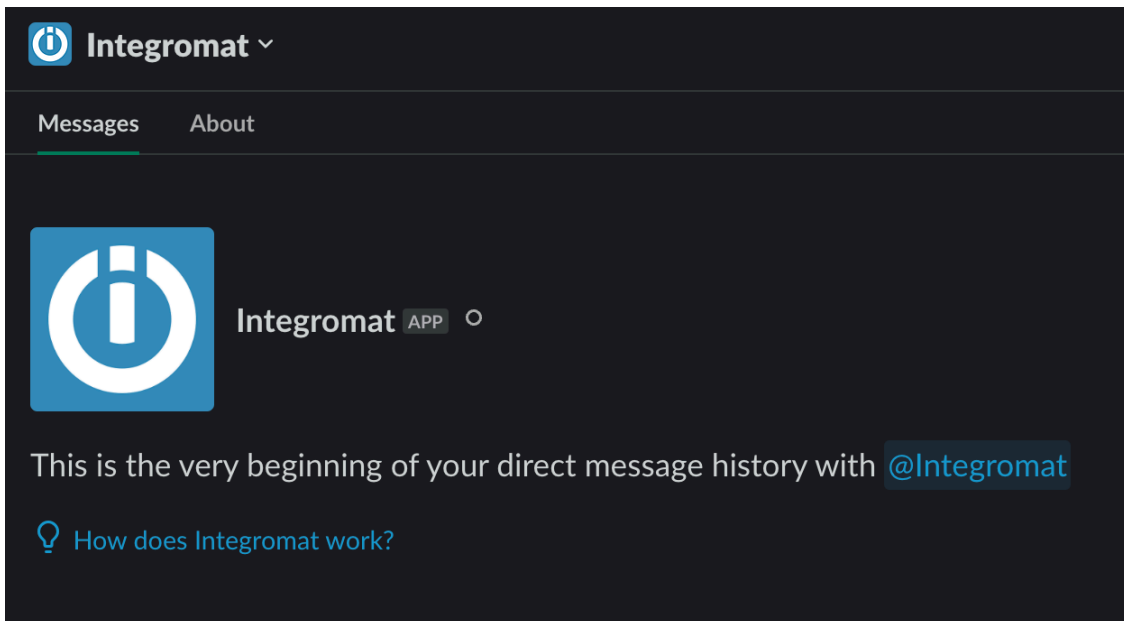 Integromat
Messages About
Integromat APP
This is the very beginning of your direct message history with @Integromat
How does Integromat work?